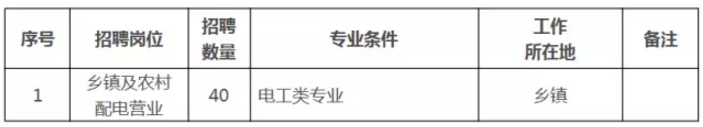 序号 招聘岗位 招聘数量 专业条件 工作所在地 备注
1 乡镇及农村配电营业 40 电工类专业 乡镇